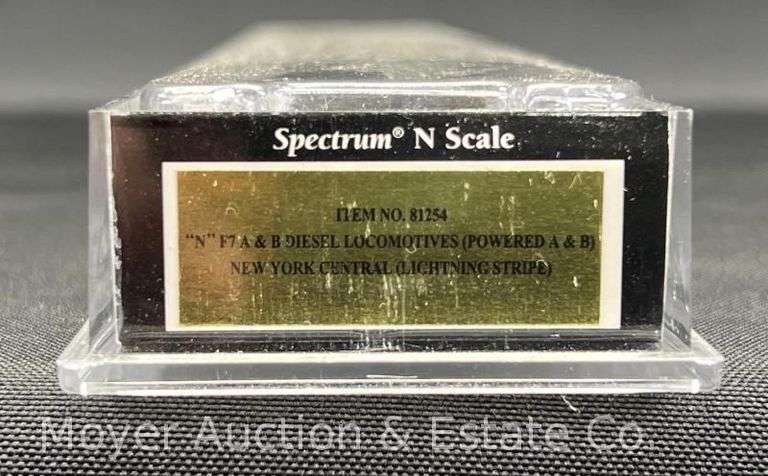 Spectrum® N Scale
ITEM NO. 81254
"N" F7 A & B DIESEL LOCOMOTIVES (POWERED A & B)
NEW YORK CENTRAL (LIGHTNING STRIPE)
Moyer Auction & Estate Co.